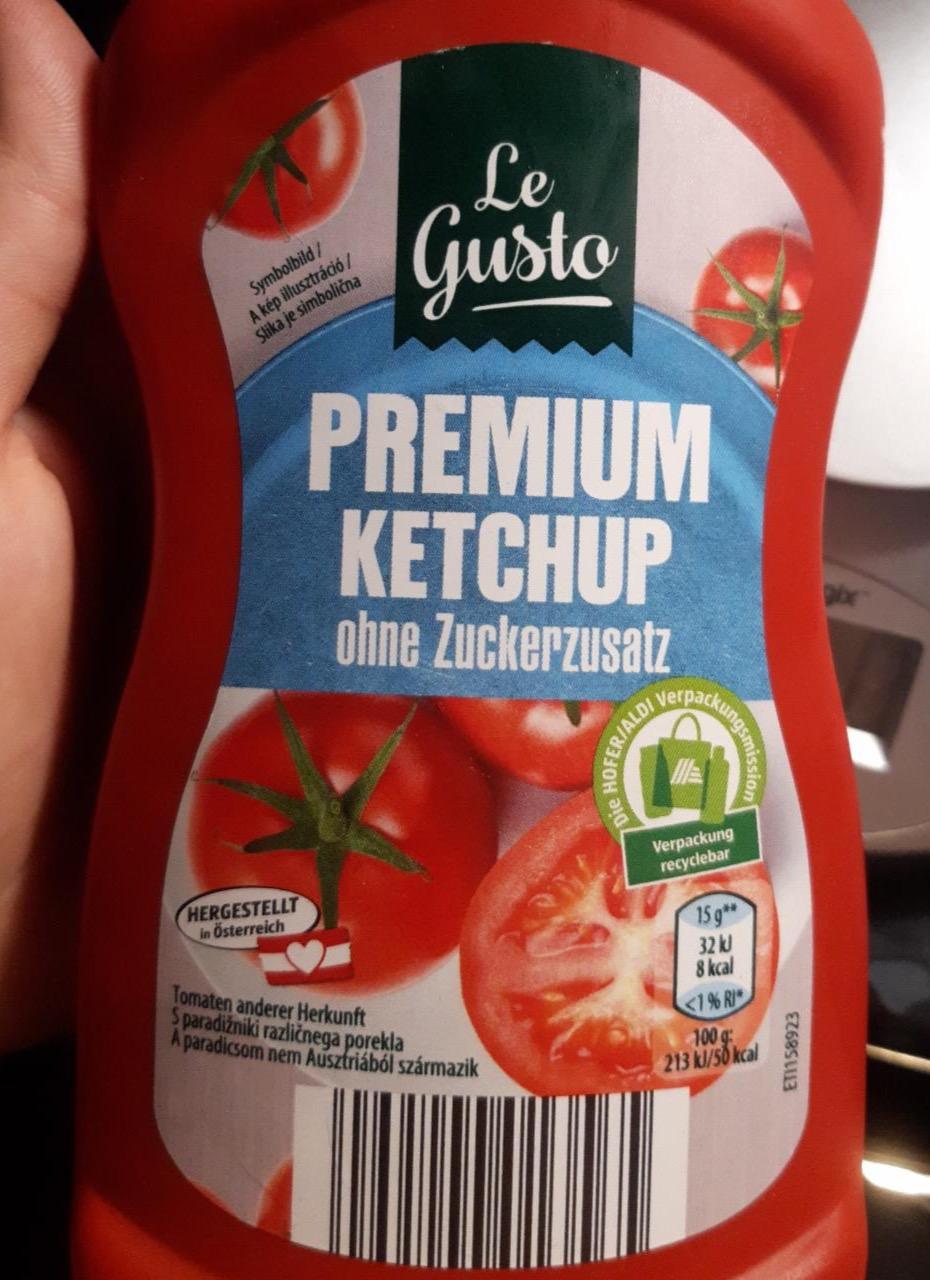 Le
Gusto
Symbolbild /
A kép illusztráció /
Slika je simbolična
PREMIUM
KETCHUP
ohne Zuckerzusatz
Die HOFER/ALDI Verpackungsmission
Verpackung
recyclebar
HERGESTELLT
in Österreich
15 g**
32 kJ
8 kcal
<1 % RI*
100 g:
213 kJ/50 kcal
Tomaten anderer Herkunft
S paradižniki različnega porekla
A paradicsom nem Ausztriából származik
ETI158923